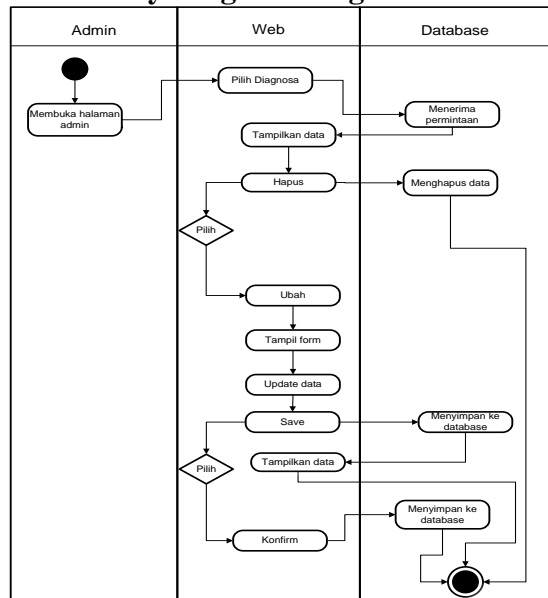 Admin
Web
Database
Pilih Diagnosa
Membuka halaman
admin
Menerima
permintaan
Tampilkan data
Hapus
Menghapus data
Pilih
Ubah
Tampil form
Update data
Save
Menyimpan ke
database
Pilih
Tampilkan data
Menyimpan ke
database
Konfirm